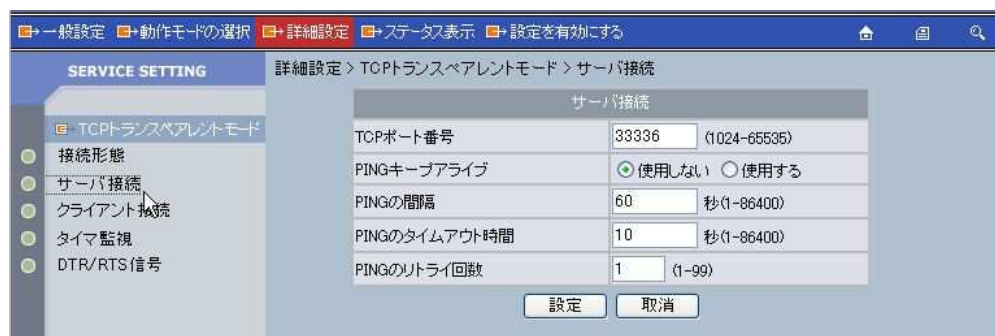 一般設定 動作モードの選択 詳細設定 ステータス表示 設定を有効にする
SERVICE SETTING
詳細設定 > TCPトランスペアレントモード > サーバ接続
TCPトランスペアレントモード
接続形態
サーバ接続
クライアント接続
タイマ監視
DTR/RTS信号
サーバ接続
TCPポート番号 33336 (1024-65535)
PINGキープアライブ 使用しない 使用する
PINGの間隔 60 秒(1-86400)
PINGのタイムアウト時間 10 秒(1-86400)
PINGのリトライ回数 1 (1-99)
設定 取消